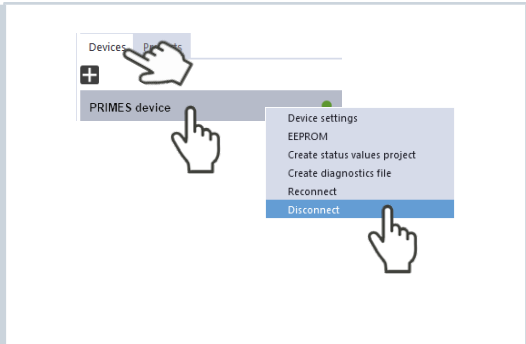 Devices
PRIMES device
Device settings
EEPROM
Create status values project
Create diagnostics file
Reconnect
Disconnect